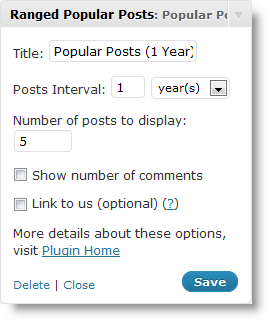 Ranged Popular Posts: Popular Po
Title: Popular Posts (1 Year)
Posts Interval: 1 year(s)
Number of posts to display:
5
Show number of comments
Link to us (optional) (?)
More details about these options,
visit Plugin Home
Delete | Close Save